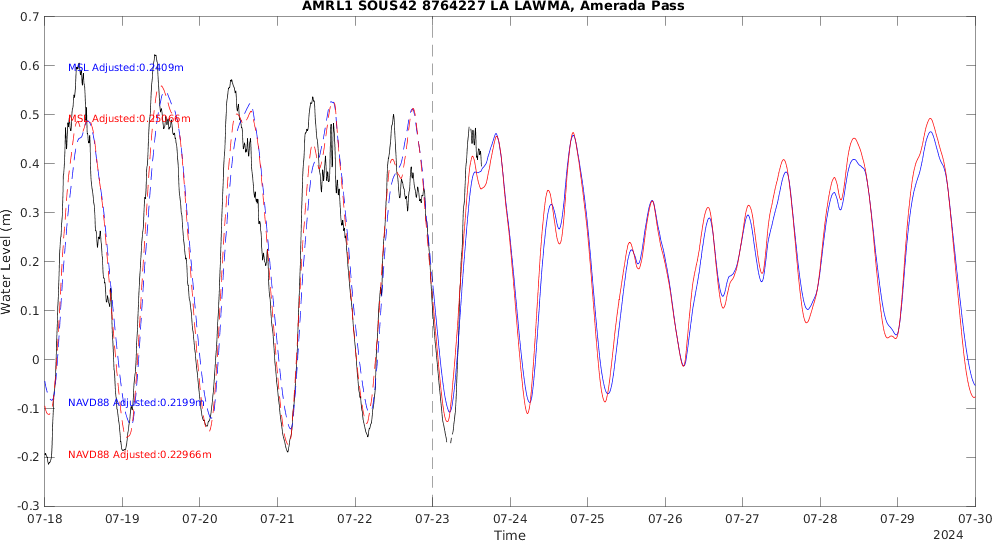 AMRL1 SOUS42 8764227 LA LAWMA, Amerada Pass
0.7
0.6
0.5
0.4
0.3
0.2
0.1
0
-0.1
-0.2
-0.3
Water Level (m)
MSL Adjusted:0.2409m
MSL Adjusted:0.25066m
NAVD88 Adjusted:0.2199m
NAVD88 Adjusted:0.22966m
07-18 07-19 07-20 07-21 07-22 07-23 07-24 07-25 07-26 07-27 07-28 07-29 07-30
Time
2024